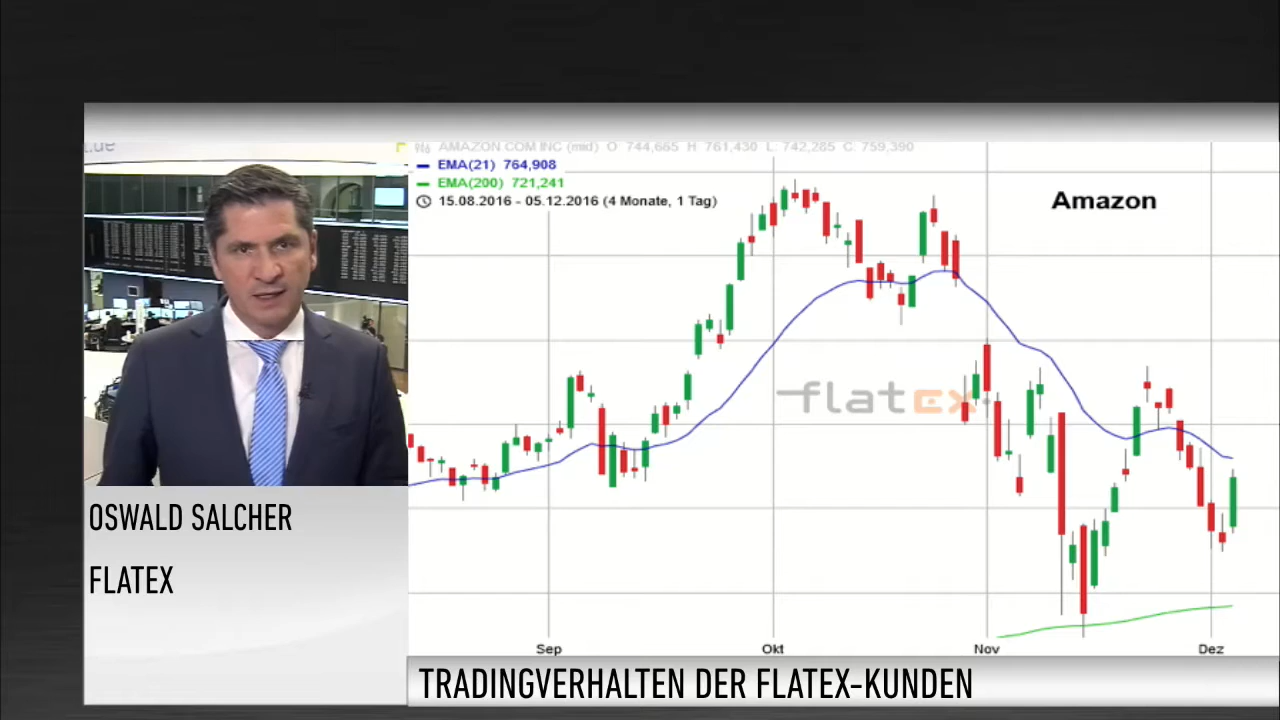 t.de
AMAZON COM INC (mid) O 744,665 H 761,430 L: 742,285 C: 759,390
EMA(21) 764,908
EMA(200) 721,241
15.08.2016 - 05.12.2016 (4 Monate, 1 Tag)
Amazon
flatex
Sep Okt Nov Dez
OSWALD SALCHER
FLATEX
TRADINGVERHALTEN DER FLATEX-KUNDEN